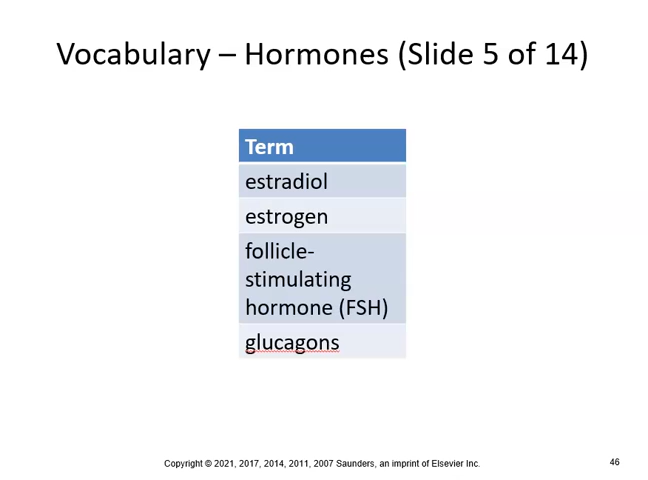 Vocabulary – Hormones (Slide 5 of 14)
Term
estradiol
estrogen
follicle-
stimulating
hormone (FSH)
glucagons
Copyright © 2021, 2017, 2014, 2011, 2007 Saunders, an imprint of Elsevier Inc.
46